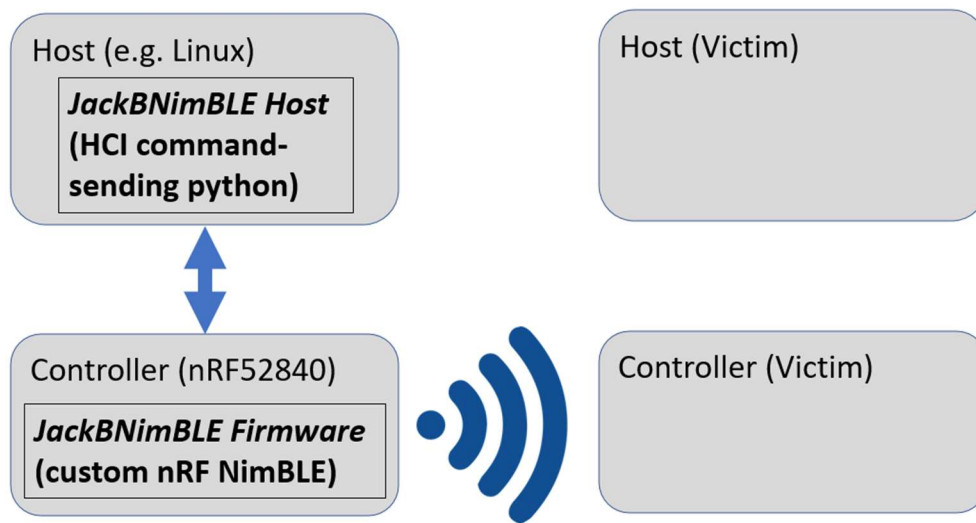 Host (e.g. Linux)
JackBNimBLE Host
(HCI command-
sending python)
Host (Victim)
Controller (nRF52840)
JackBNimBLE Firmware
(custom nRF NimBLE)
Controller (Victim)